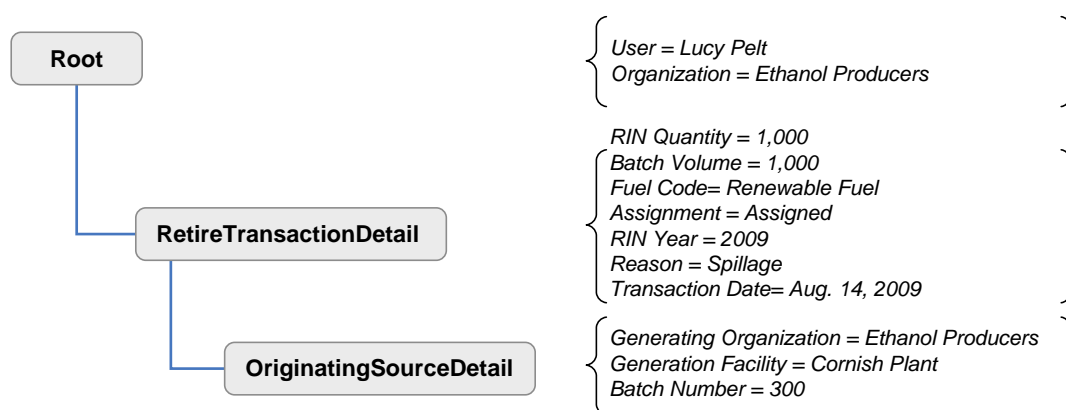 Root
User = Lucy Pelt
Organization = Ethanol Producers
RetireTransactionDetail
RIN Quantity = 1,000
Batch Volume = 1,000
Fuel Code= Renewable Fuel
Assignment = Assigned
RIN Year = 2009
Reason = Spillage
Transaction Date= Aug. 14, 2009
OriginatingSourceDetail
Generating Organization = Ethanol Producers
Generation Facility = Cornish Plant
Batch Number = 300